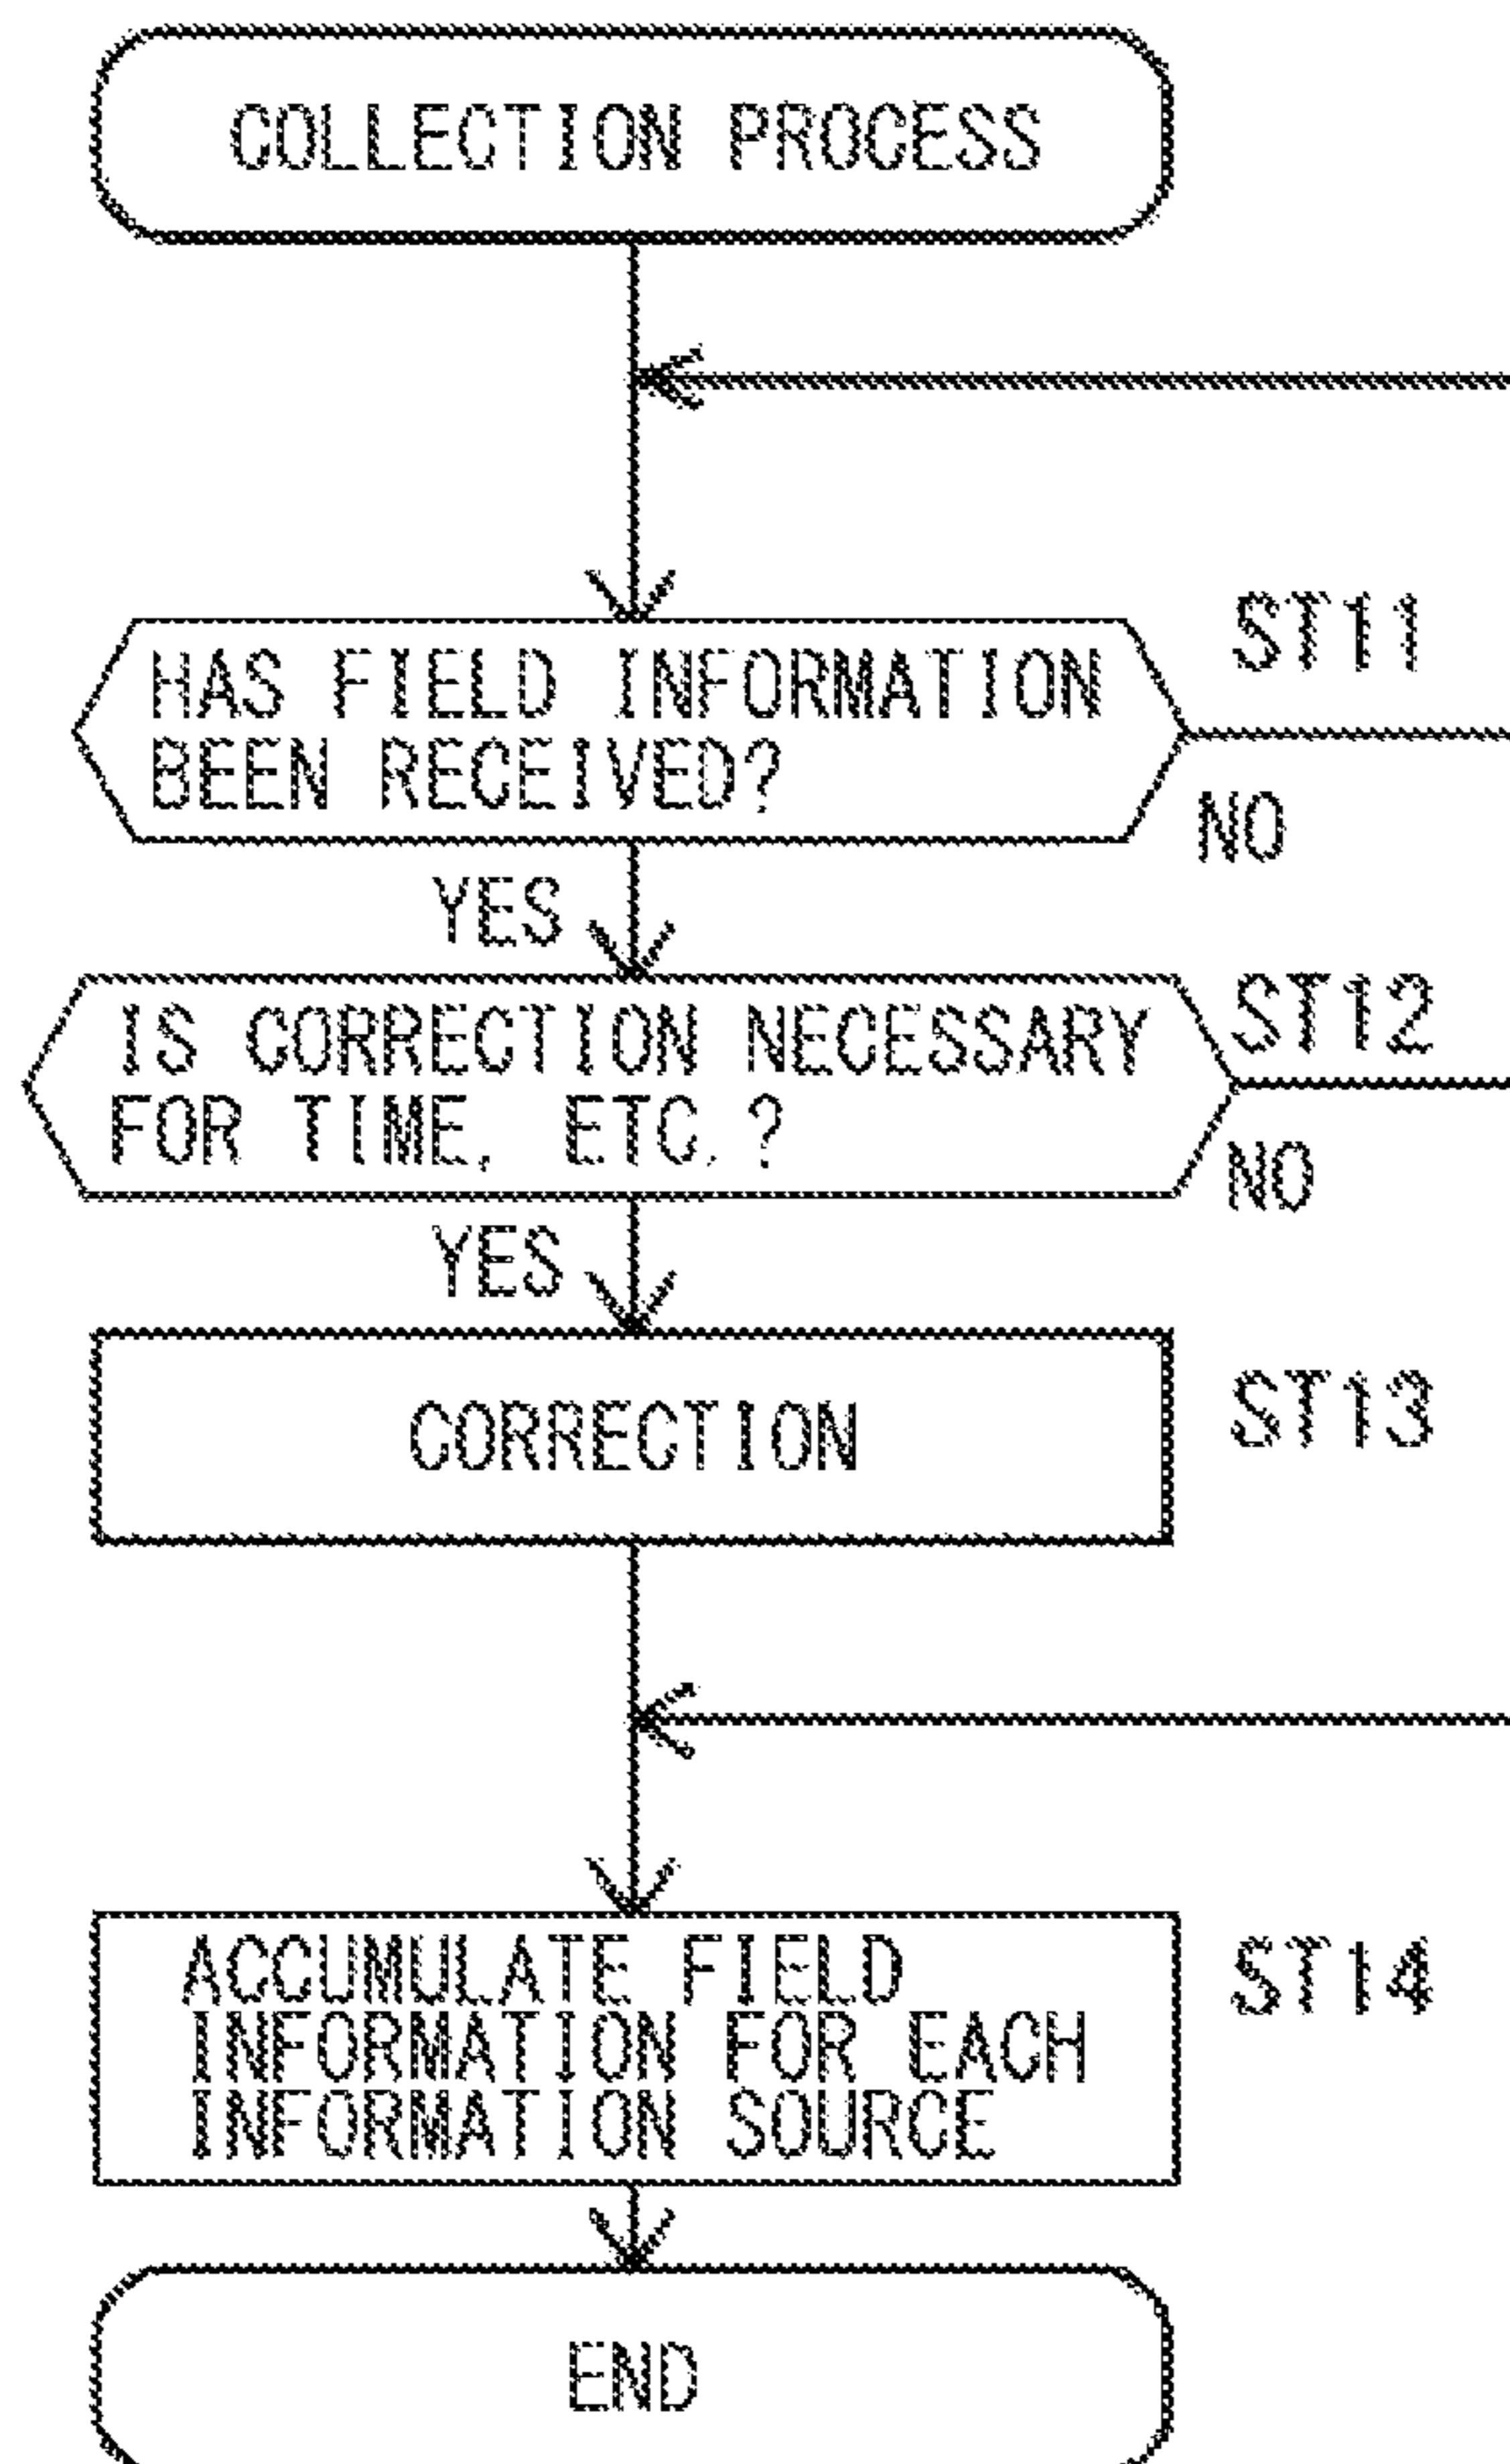 COLLECTION PROCESS
HAS FIELD INFORMATION
BEEN RECEIVED?
ST11
NO
YES
IS CORRECTION NECESSARY
FOR TIME, ETC.?
ST12
NO
YES
CORRECTION
ST13
ACCUMULATE FIELD
INFORMATION FOR EACH
INFORMATION SOURCE
ST14
END